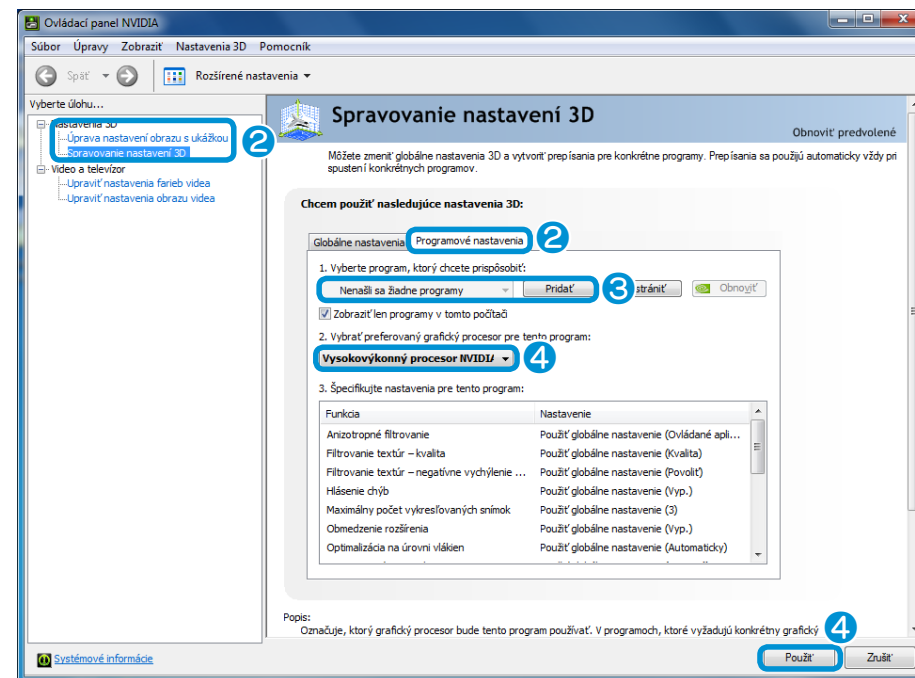 Ovládací panel NVIDIA
Súbor Úpravy Zobraziť Nastavenia 3D Pomocník
Späť Rozšírené nastavenia
Vyberte úlohu...
Nastavenia 3D
Úprava nastavení obrazu s ukážkou
Spravovanie nastavení 3D
2
Video a televízor
Upraviť nastavenia farieb videa
Upraviť nastavenia obrazu videa
Spravovanie nastavení 3D
Obnoviť predvolené
Môžete zmeniť globálne nastavenia 3D a vytvoriť prepísania pre konkrétne programy. Prepísania sa použijú automaticky vždy pri
spustení konkrétnych programov.
Chcem použiť nasledujúce nastavenia 3D:
Globálne nastavenia Programové nastavenia 2
1. Vyberte program, ktorý chcete prispôsobiť:
Nenašli sa žiadne programy Pridať 3 strániť Obnoviť
Zobraziť len programy v tomto počítači
2. Vybrať preferovaný grafický procesor pre tento program:
Vysokovýkonný procesor NVIDI 4
3. Špecifikujte nastavenia pre tento program:
Funkcia Nastavenie
Anizotropné filtrovanie Použiť globálne nastavenie (Ovládané apli...
Filtrovanie textúr – kvalita Použiť globálne nastavenie (Kvalita)
Filtrovanie textúr – negatívne vychýlenie ... Použiť globálne nastavenie (Povoliť)
Hlásenie chýb Použiť globálne nastavenie (Vyp.)
Maximálny počet vykresľovaných snímok Použiť globálne nastavenie (3)
Obmedzenie rozšírenia Použiť globálne nastavenie (Vyp.)
Optimalizácia na úrovni vlákien Použiť globálne nastavenie (Automaticky)
Popis:
Označuje, ktorý grafický procesor bude tento program používať. V programoch, ktoré vyžadujú konkrétny grafický 4
Systémové informácie
Použiť Zrušiť